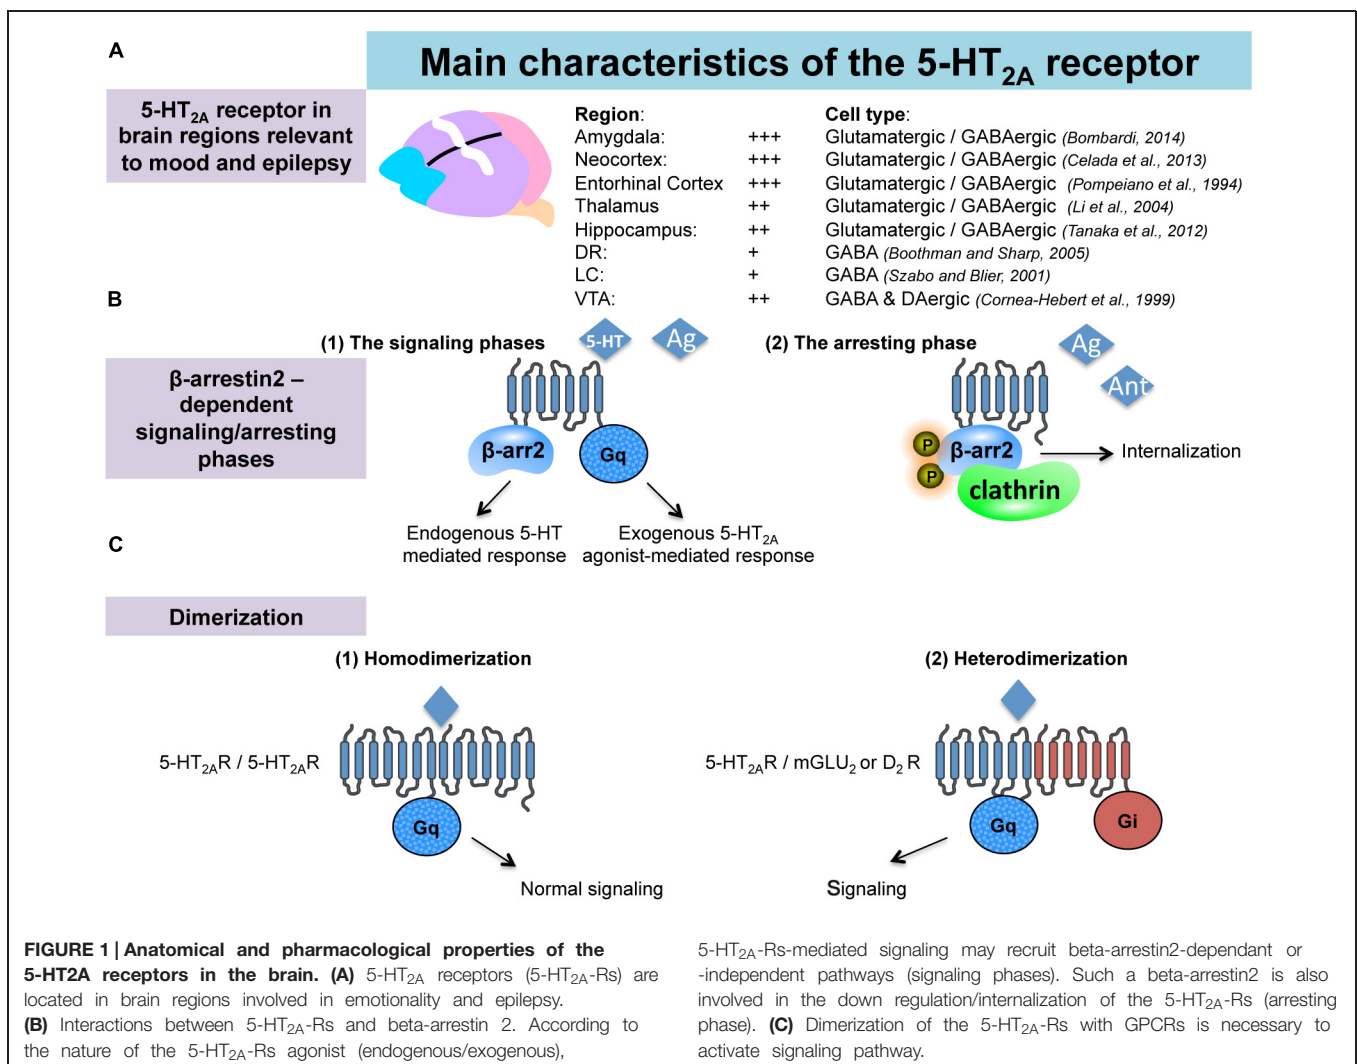 A
Main characteristics of the 5-HT2A receptor
5-HT2A receptor in
brain regions relevant
to mood and epilepsy
Region: Cell type:
Amygdala: +++ Glutamatergic / GABAergic (Bombardi, 2014)
Neocortex: +++ Glutamatergic / GABAergic (Celada et al., 2013)
Entorhinal Cortex +++ Glutamatergic / GABAergic (Pompeiano et al., 1994)
Thalamus ++ Glutamatergic / GABAergic (Li et al., 2004)
Hippocampus: ++ Glutamatergic / GABAergic (Tanaka et al., 2012)
DR: + GABA (Boothman and Sharp, 2005)
LC: + GABA (Szabo and Blier, 2001)
VTA: ++ GABA & DAergic (Cornea-Hebert et al., 1999)
B
β-arrestin2 –
dependent
signaling/arresting
phases
(1) The signaling phases
5-HT
Ag
β-arr2
Gq
Endogenous 5-HT
mediated response
Exogenous 5-HT2A
agonist-mediated response
(2) The arresting phase
Ag
Ant
P
P
β-arr2
clathrin
Internalization
C
Dimerization
(1) Homodimerization
5-HT2AR / 5-HT2AR
Gq
Normal signaling
(2) Heterodimerization
5-HT2AR / mGLU2 or D2 R
Gq
Gi
Signaling
FIGURE 1 | Anatomical and pharmacological properties of the
5-HT2A receptors in the brain. (A) 5-HT2A receptors (5-HT2A-Rs) are
located in brain regions involved in emotionality and epilepsy.
(B) Interactions between 5-HT2A-Rs and beta-arrestin 2. According to
the nature of the 5-HT2A-Rs agonist (endogenous/exogenous),
5-HT2A-Rs-mediated signaling may recruit beta-arrestin2-dependant or
-independent pathways (signaling phases). Such a beta-arrestin2 is also
involved in the down regulation/internalization of the 5-HT2A-Rs (arresting
phase). (C) Dimerization of the 5-HT2A-Rs with GPCRs is necessary to
activate signaling pathway.